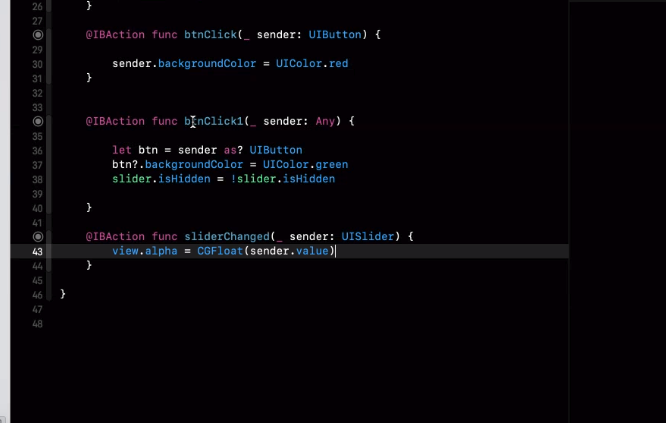 26 }
27
@IBAction func btnClick(_ sender: UIButton) {
29
30 sender.backgroundColor = UIColor.red
31 }
32
33
@IBAction func btnClick1(_ sender: Any) {
35
36 let btn = sender as? UIButton
37 btn?.backgroundColor = UIColor.green
38 slider.isHidden = !slider.isHidden
39
40 }
41
@IBAction func sliderChanged(_ sender: UISlider) {
43 view.alpha = CGFloat(sender.value)
44 }
45
46 }
47
48